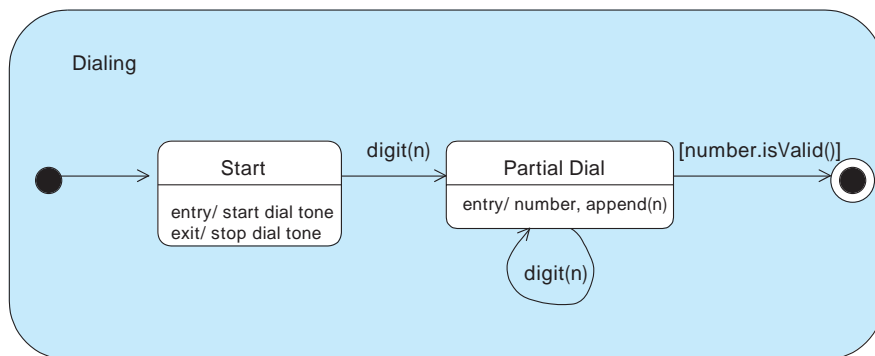 Dialing
Start
entry/ start dial tone
exit/ stop dial tone
digit(n)
Partial Dial
entry/ number, append(n)
digit(n)
[number.isValid()]